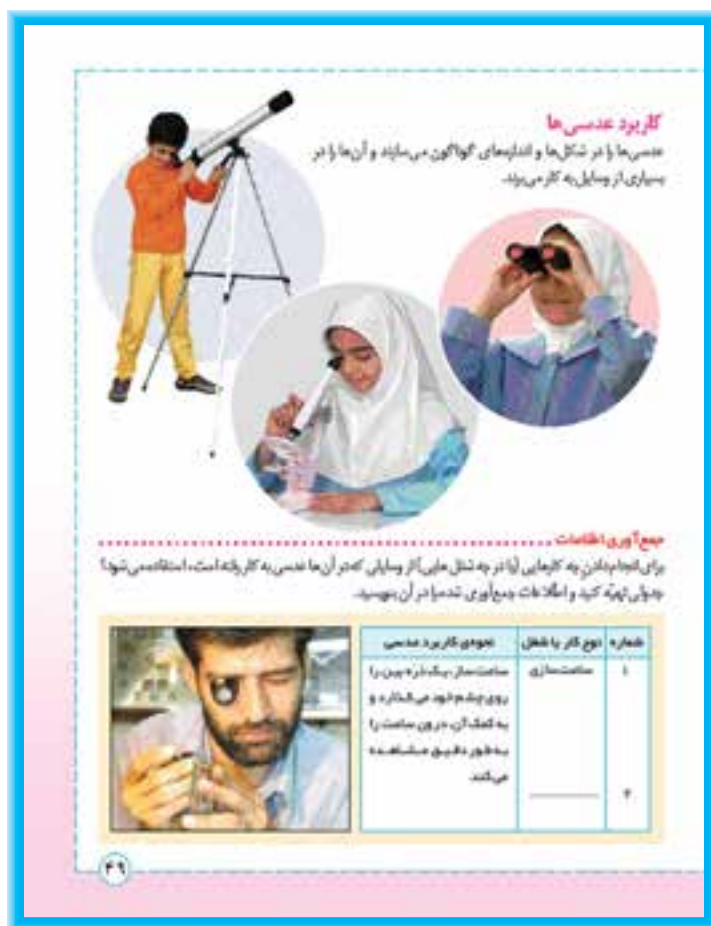 کاربرد عدسی‌ها
عدسی‌ها را در شکل‌ها و اندازه‌های گوناگون می‌سازند و آن‌ها را در
بسیاری از وسایل به کار می‌برند.
جمع‌آوری اطلاعات
برای انجام‌دادن چه کارهایی (یا در چه شغل‌هایی) از وسایلی که در آن‌ها عدسی به کار رفته است، استفاده می‌شود؟
جدولی تهیّه کنید و اطّلاعات جمع‌آوری شده را در آن بنویسید.
شماره نوع کار یا شغل نحوه‌ی کاربرد عدسی
۱ ساعت‌سازی ساعت‌ساز، یک ذرّه‌بین را
روی چشم خود می‌گذارد و
به کمک آن، درون ساعت را
به‌طور دقیق مشاهده
می‌کند.
۲
۴۹